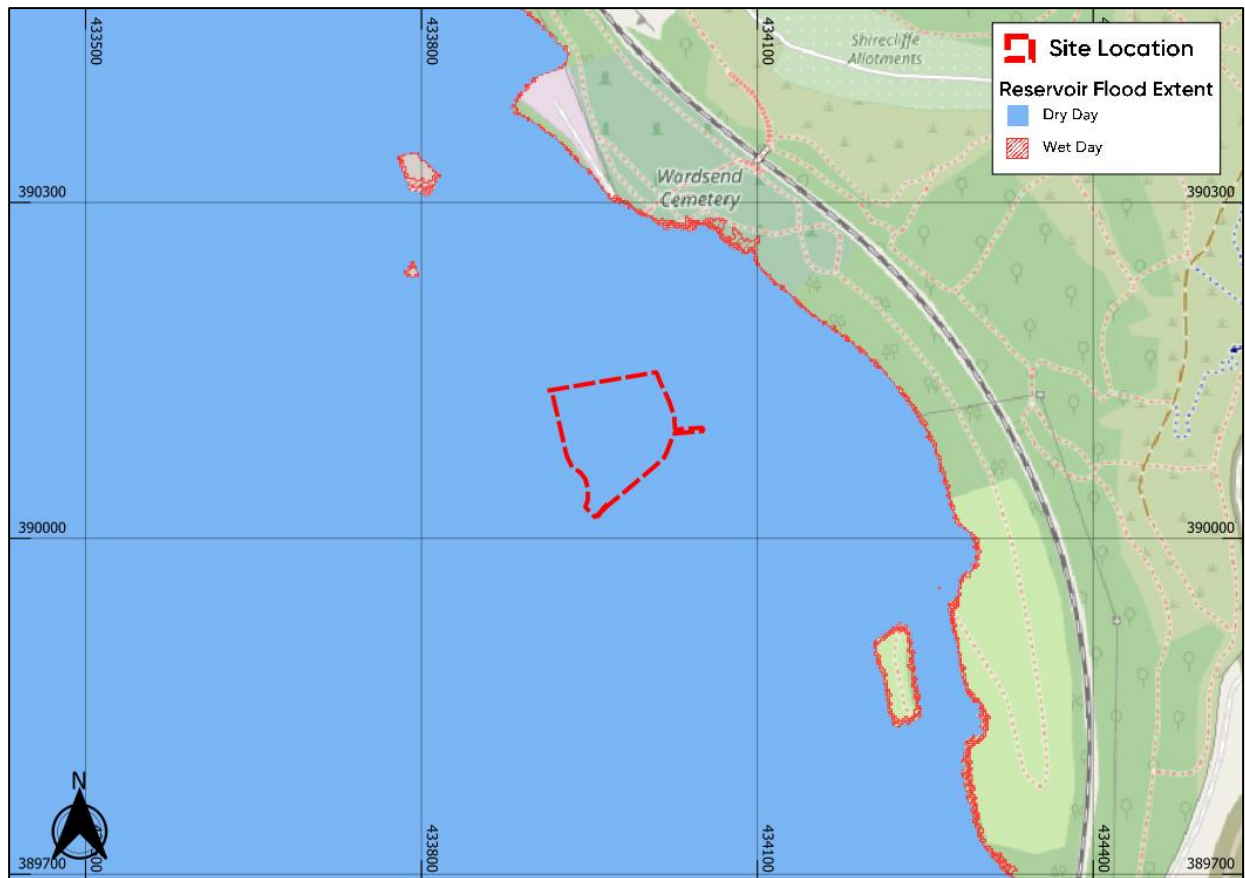 433500
433800
434100
Shirecliffe
Allotments
Site Location
Reservoir Flood Extent
Dry Day
Wet Day
390300
Wardsend
Cemetery
390300
390000
390000
N
433800
434100
434400
389700
389700